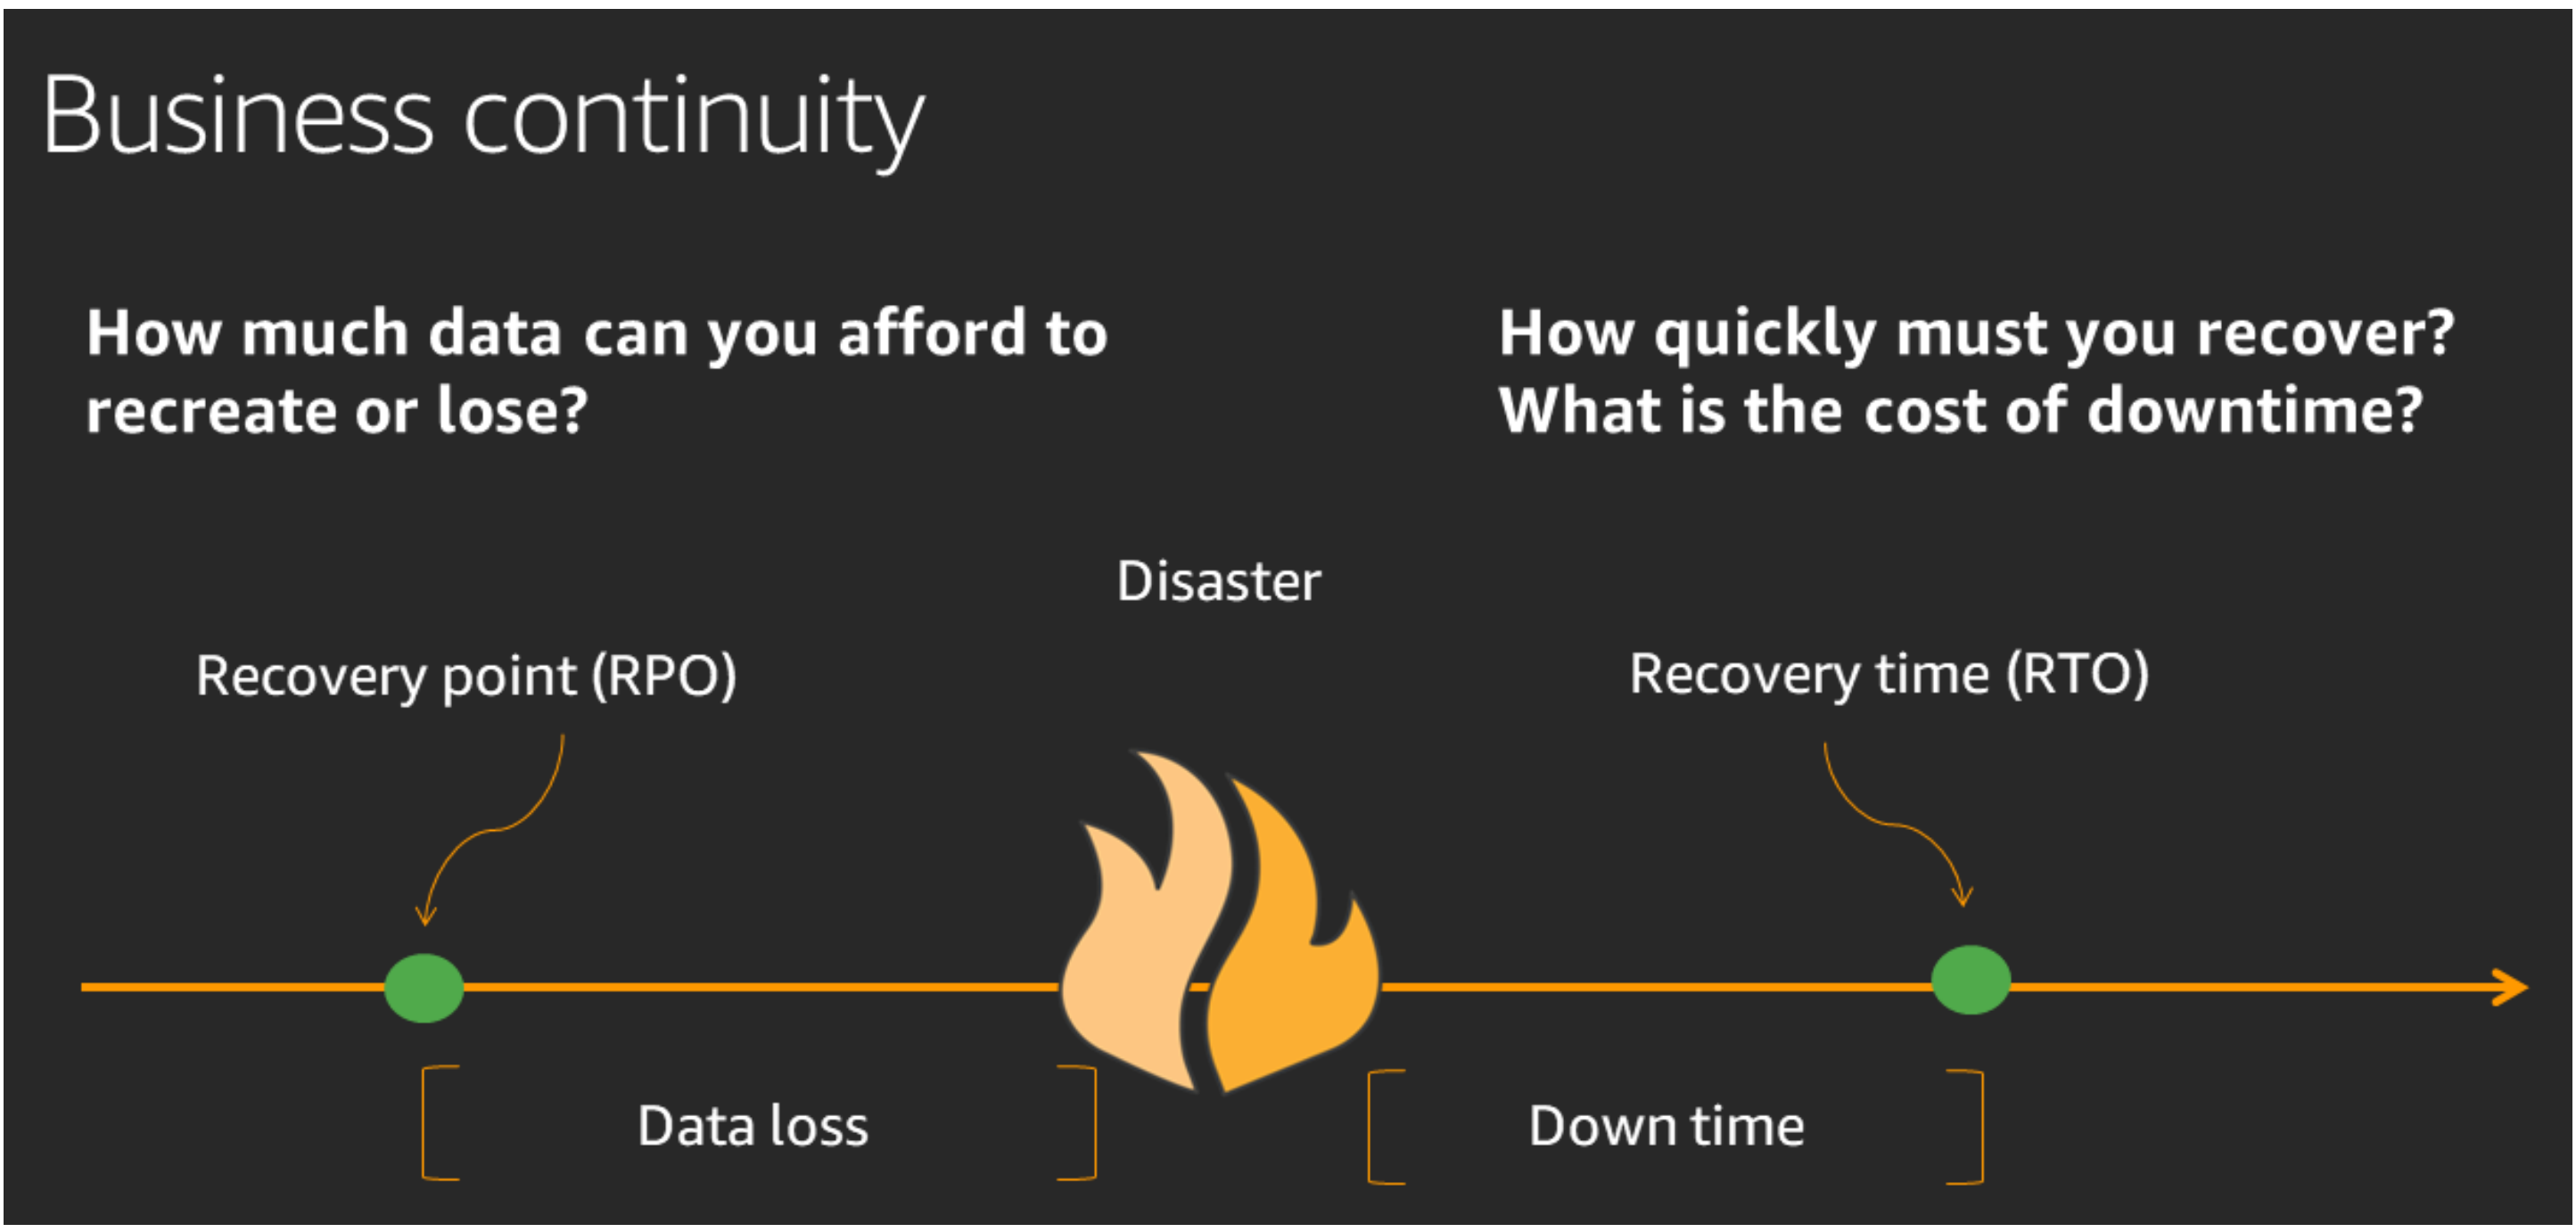 Business continuity
How much data can you afford to
recreate or lose?
How quickly must you recover?
What is the cost of downtime?
Disaster
Recovery point (RPO)
Recovery time (RTO)
Data loss
Down time